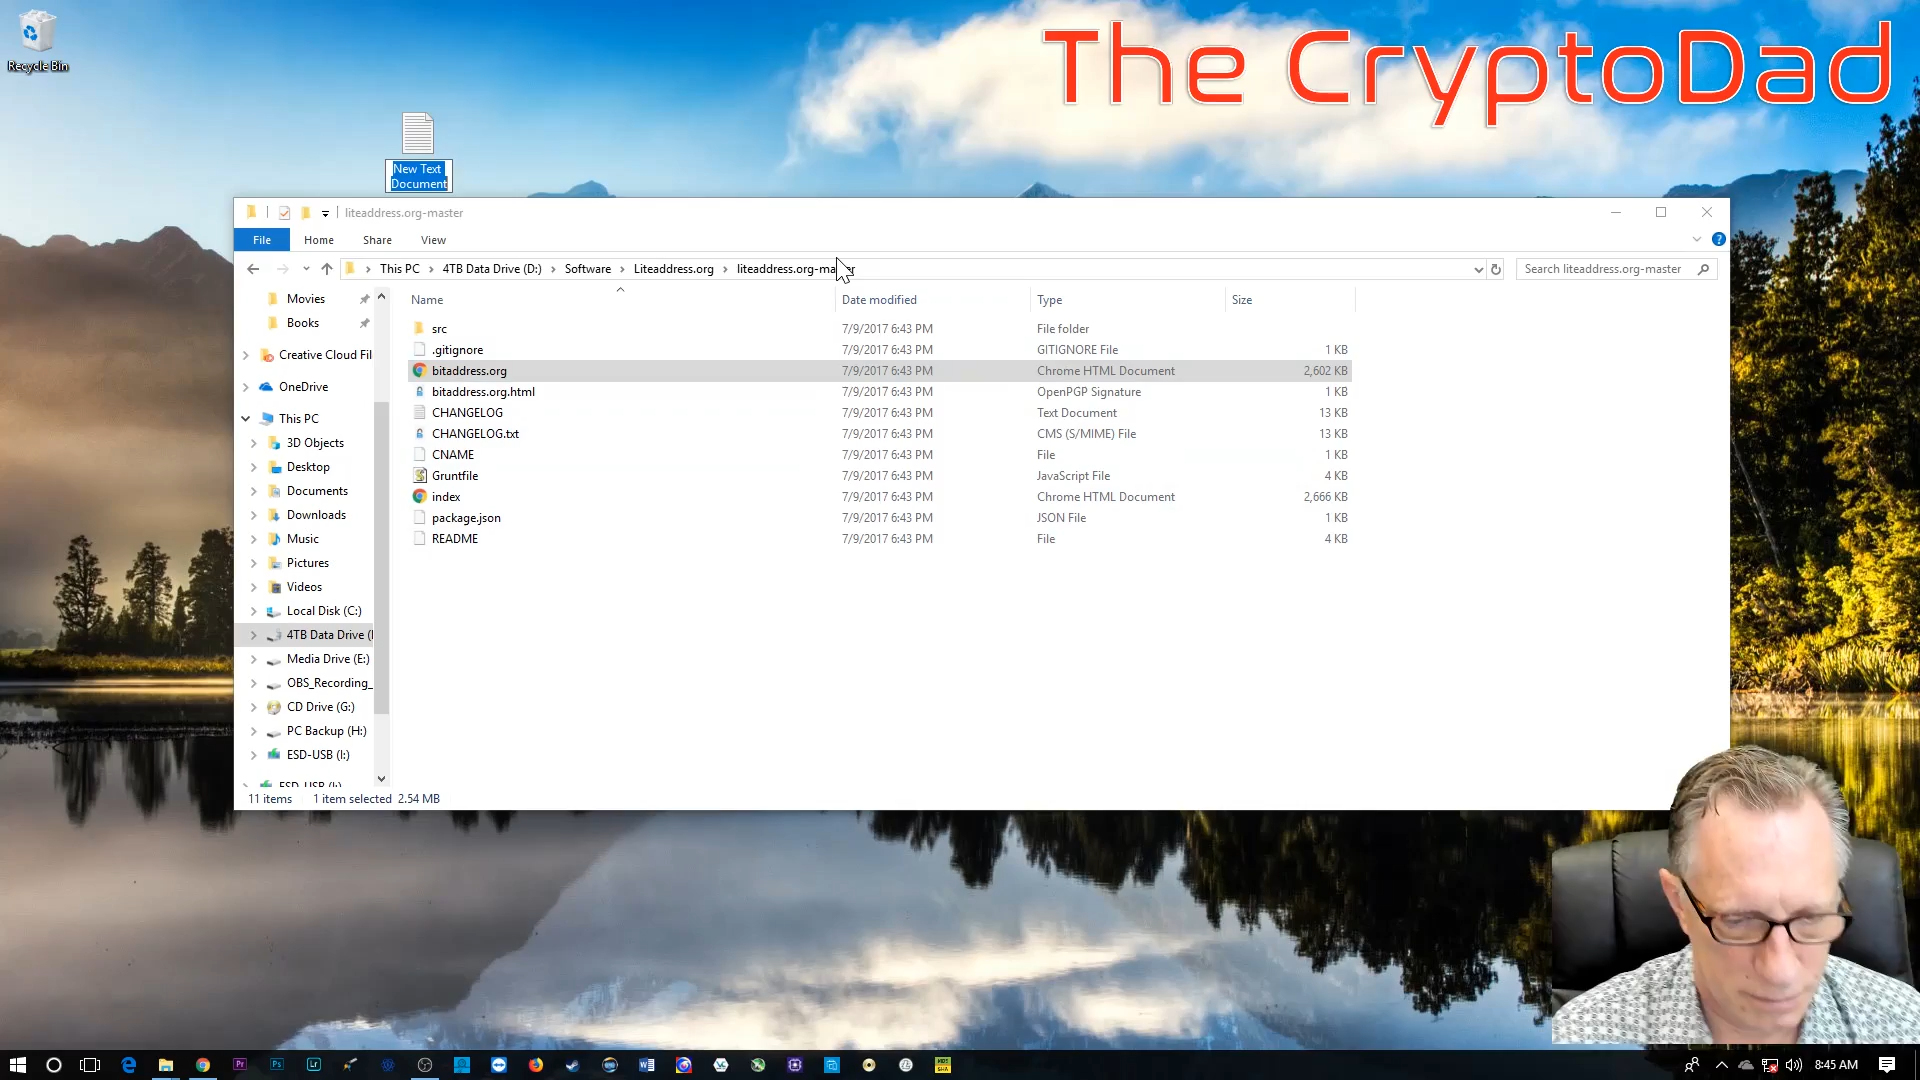 Recycle Bin
The CryptoDad
New Text
Document
liteaddress.org-master
File
Home
Share
View
This PC
4TB Data Drive (D:)
Software
Liteaddress.org
Search liteaddress.org-master
Name
Date modified
Type
Size
Movies
Books
Creative Cloud Fil
OneDrive
This PC
3D Objects
Desktop
Documents
Downloads
Music
Pictures
Videos
Local Disk (C:)
4TB Data Drive (
Media Drive (E:)
OBS_Recording_
CD Drive (G:)
PC Backup (H:)
ESD-USB (I:)
src 7/9/2017 6:43 PM File folder
.gitignore 7/9/2017 6:43 PM GITIGNORE File 1 KB
bitaddress.org 7/9/2017 6:43 PM Chrome HTML Document 2,602 KB
bitaddress.org.html 7/9/2017 6:43 PM OpenPGP Signature 1 KB
CHANGELOG 7/9/2017 6:43 PM Text Document 13 KB
CHANGELOG.txt 7/9/2017 6:43 PM CMS (S/MIME) File 13 KB
CNAME 7/9/2017 6:43 PM File 1 KB
Gruntfile 7/9/2017 6:43 PM JavaScript File 4 KB
index 7/9/2017 6:43 PM Chrome HTML Document 2,666 KB
package.json 7/9/2017 6:43 PM JSON File 1 KB
README 7/9/2017 6:43 PM File 4 KB
11 items
1 item selected 2.54 MB
Pr
Ps
Lr
8:45 AM